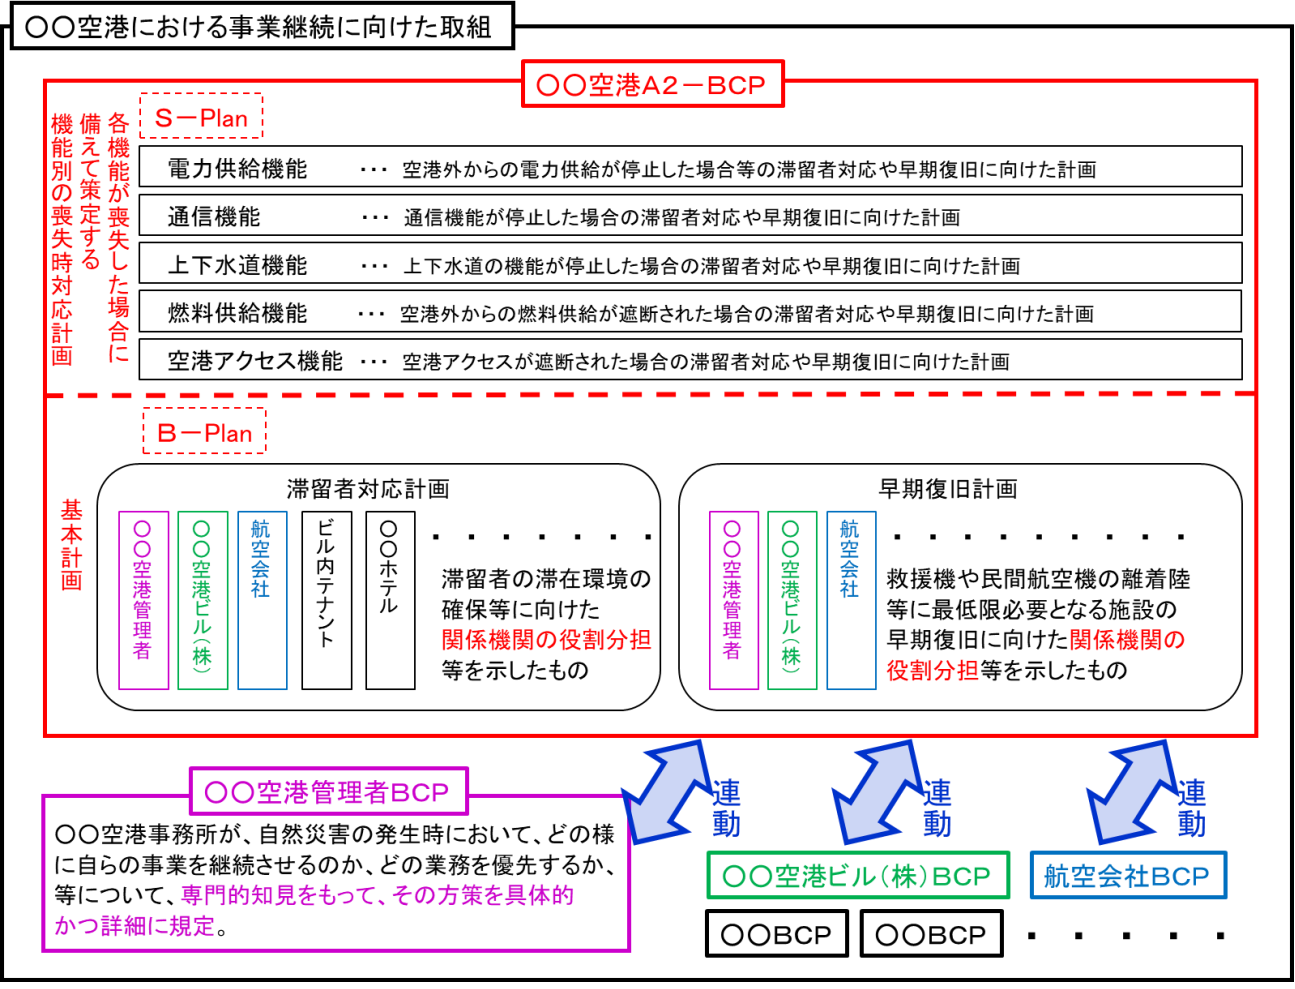 〇〇空港における事業継続に向けた取組
〇〇空港A2－BCP
S－Plan
各機能が喪失した場合に
備えて策定する
機能別の喪失時対応計画
電力供給機能 ・・・ 空港外からの電力供給が停止した場合等の滞留者対応や早期復旧に向けた計画
通信機能 ・・・ 通信機能が停止した場合の滞留者対応や早期復旧に向けた計画
上下水道機能 ・・・ 上下水道の機能が停止した場合の滞留者対応や早期復旧に向けた計画
燃料供給機能 ・・・ 空港外からの燃料供給が遮断された場合の滞留者対応や早期復旧に向けた計画
空港アクセス機能 ・・・ 空港アクセスが遮断された場合の滞留者対応や早期復旧に向けた計画
B－Plan
基本計画
滞留者対応計画
〇〇空港管理者
〇〇空港ビル（株）
航空会社
ビル内テナント
〇〇ホテル
・・・・・・・
滞留者の滞在環境の
確保等に向けた
関係機関の役割分担
等を示したもの
早期復旧計画
〇〇空港管理者
〇〇空港ビル（株）
航空会社
・・・・・・・・・
救援機や民間航空機の離着陸
等に最低限必要となる施設の
早期復旧に向けた関係機関の
役割分担等を示したもの
連動
連動
連動
〇〇空港管理者BCP
〇〇空港事務所が、自然災害の発生時において、どの様
に自らの事業を継続させるのか、どの業務を優先するか、
等について、専門的知見をもって、その方策を具体的
かつ詳細に規定。
〇〇空港ビル（株）BCP
航空会社BCP
〇〇BCP
〇〇BCP
・・・・・